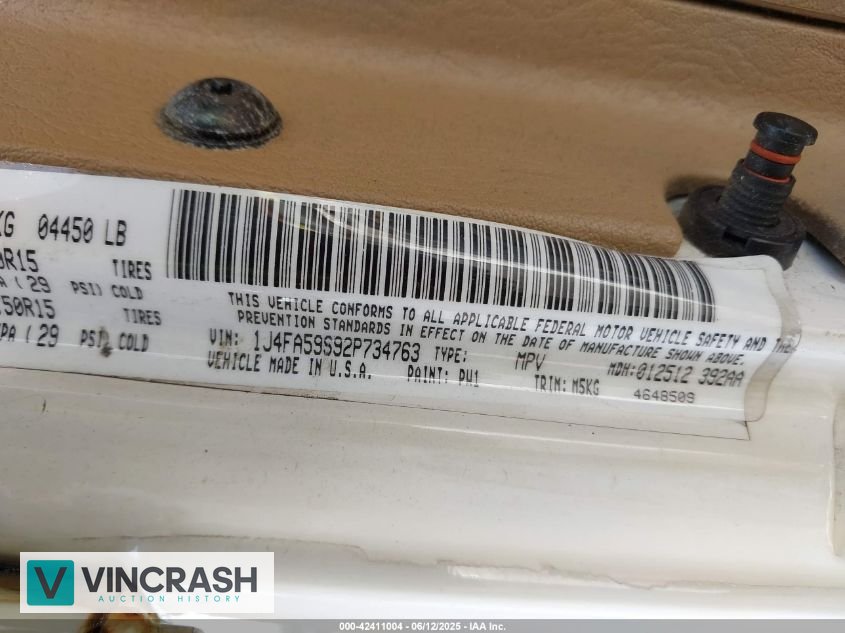 KG 04450 LB
0R15 TIRES
PA (29 PSI) COLD
50R15 TIRES
PA (29 PSI) COLD
THIS VEHICLE CONFORMS TO ALL APPLICABLE FEDERAL MOTOR VEHICLE SAFETY AND
PREVENTION STANDARDS IN EFFECT ON THE DATE OF MANUFACTURE SHOWN ABOVE.
VIN: 1J4FA59S92P734763 TYPE: MPV MDH:012512 392AA
VEHICLE MADE IN U.S.A. PAINT: PW1 TRIM: M5KG 4648509
V VINCRASH
AUCTION HISTORY
000-42411004 - 06/12/2025 - IAA Inc.